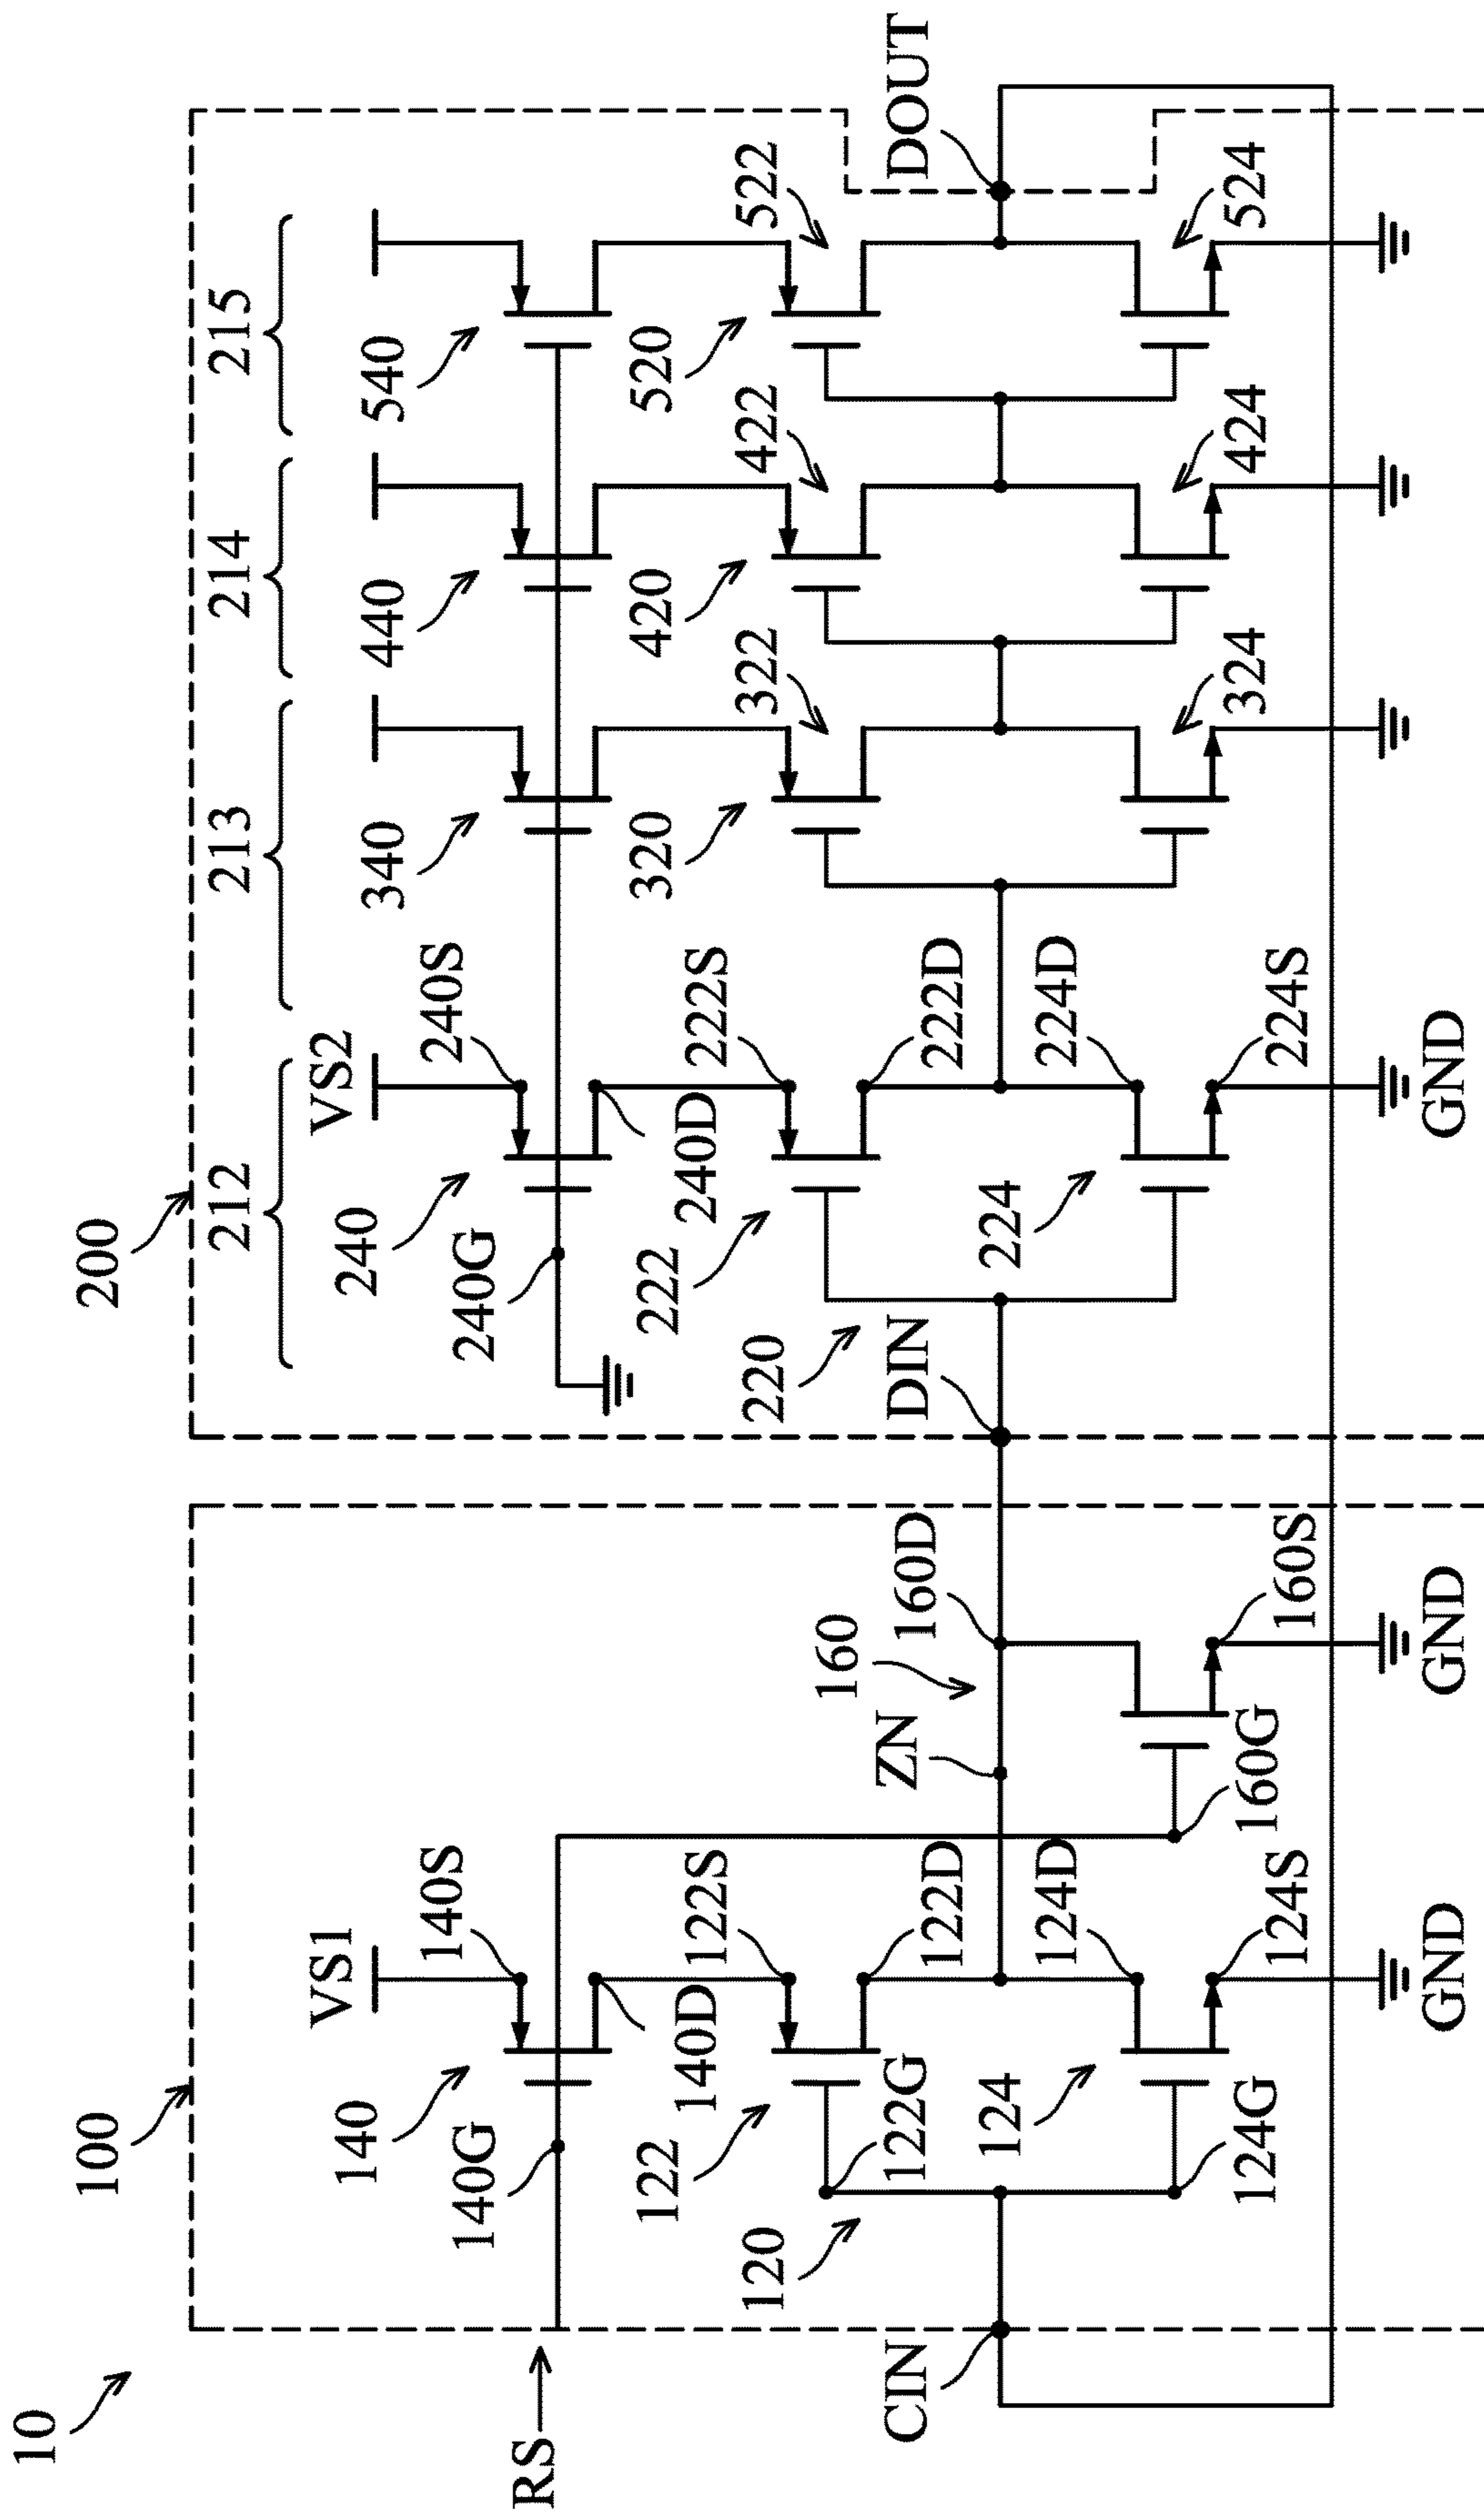 10
100
200
212
213
214
215
VS1
VS2
140
140S
240
240S
340
440
540
RS
140G
140D
240G
240D
122
122S
222
222S
320
322
420
422
520
522
120
220
160
CIN
122G
122D
ZN
160D
DIN
222D
DOUT
124
124D
224
224D
124G
124S
160G
160S
224S
324
424
524
GND
GND
GND